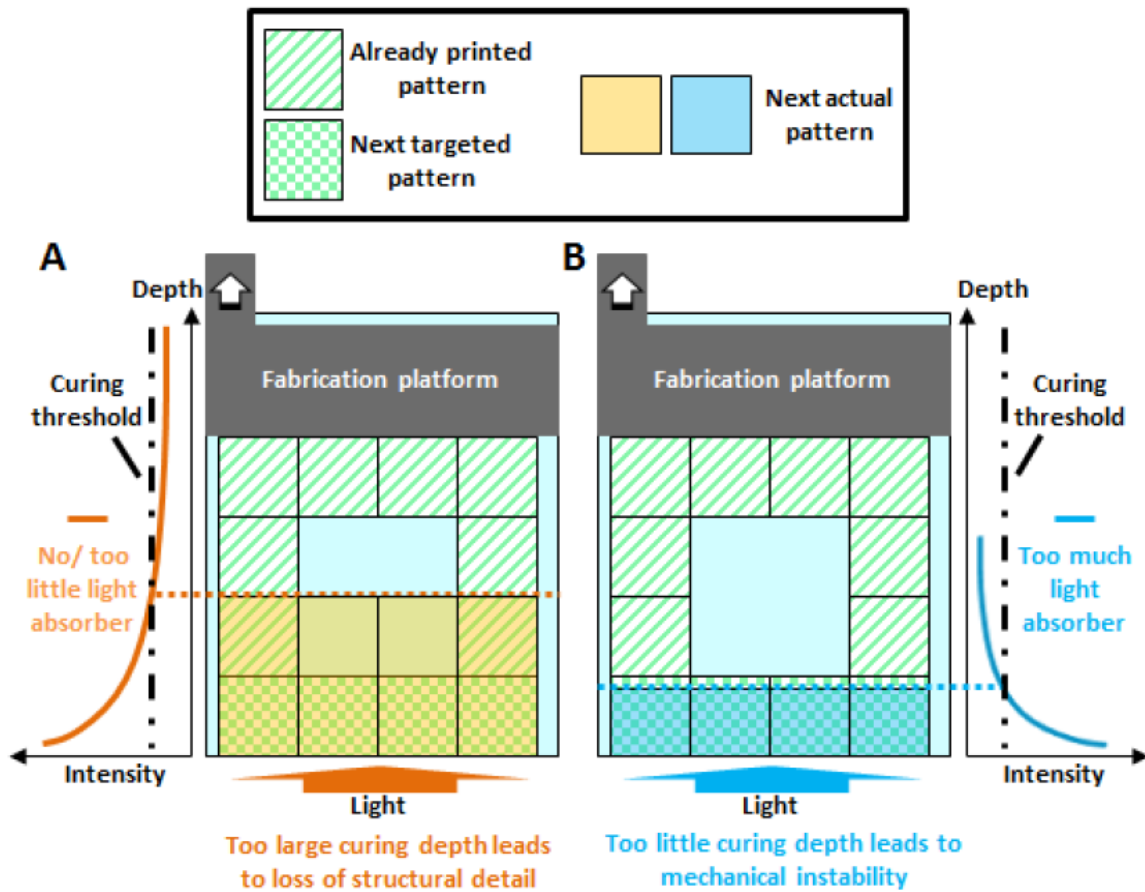 Already printed
pattern
Next targeted
pattern
Next actual
pattern
A
Depth
Curing
threshold
No/ too
little light
absorber
Intensity
Fabrication platform
Light
Too large curing depth leads
to loss of structural detail
B
Fabrication platform
Depth
Curing
threshold
Too much
light
absorber
Intensity
Light
Too little curing depth leads to
mechanical instability